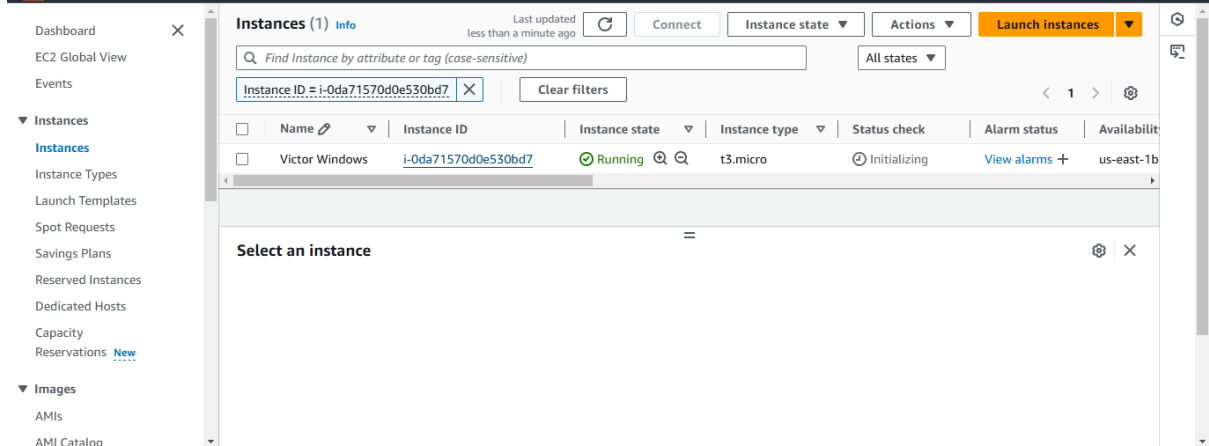 Dashboard
EC2 Global View
Events
Instances
Instances
Instance Types
Launch Templates
Spot Requests
Savings Plans
Reserved Instances
Dedicated Hosts
Capacity
Reservations New
Images
AMIs
AMI Catalog
Instances (1) Info
Last updated
less than a minute ago
Connect
Instance state
Actions
Launch instances
Find Instance by attribute or tag (case-sensitive)
All states
Instance ID = i-0da71570d0e530bd7
Clear filters
1
Name Instance ID Instance state Instance type Status check Alarm status Availabilit
Victor Windows i-0da71570d0e530bd7 Running t3.micro Initializing View alarms + us-east-1b
Select an instance